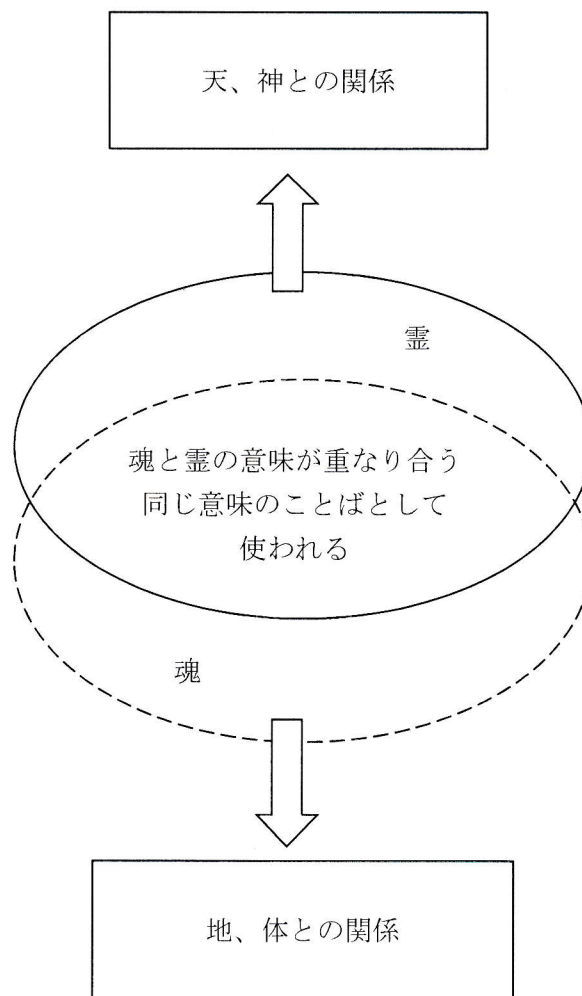 天、神との関係
霊
魂と霊の意味が重なり合う
同じ意味のことばとして
使われる
魂
地、体との関係